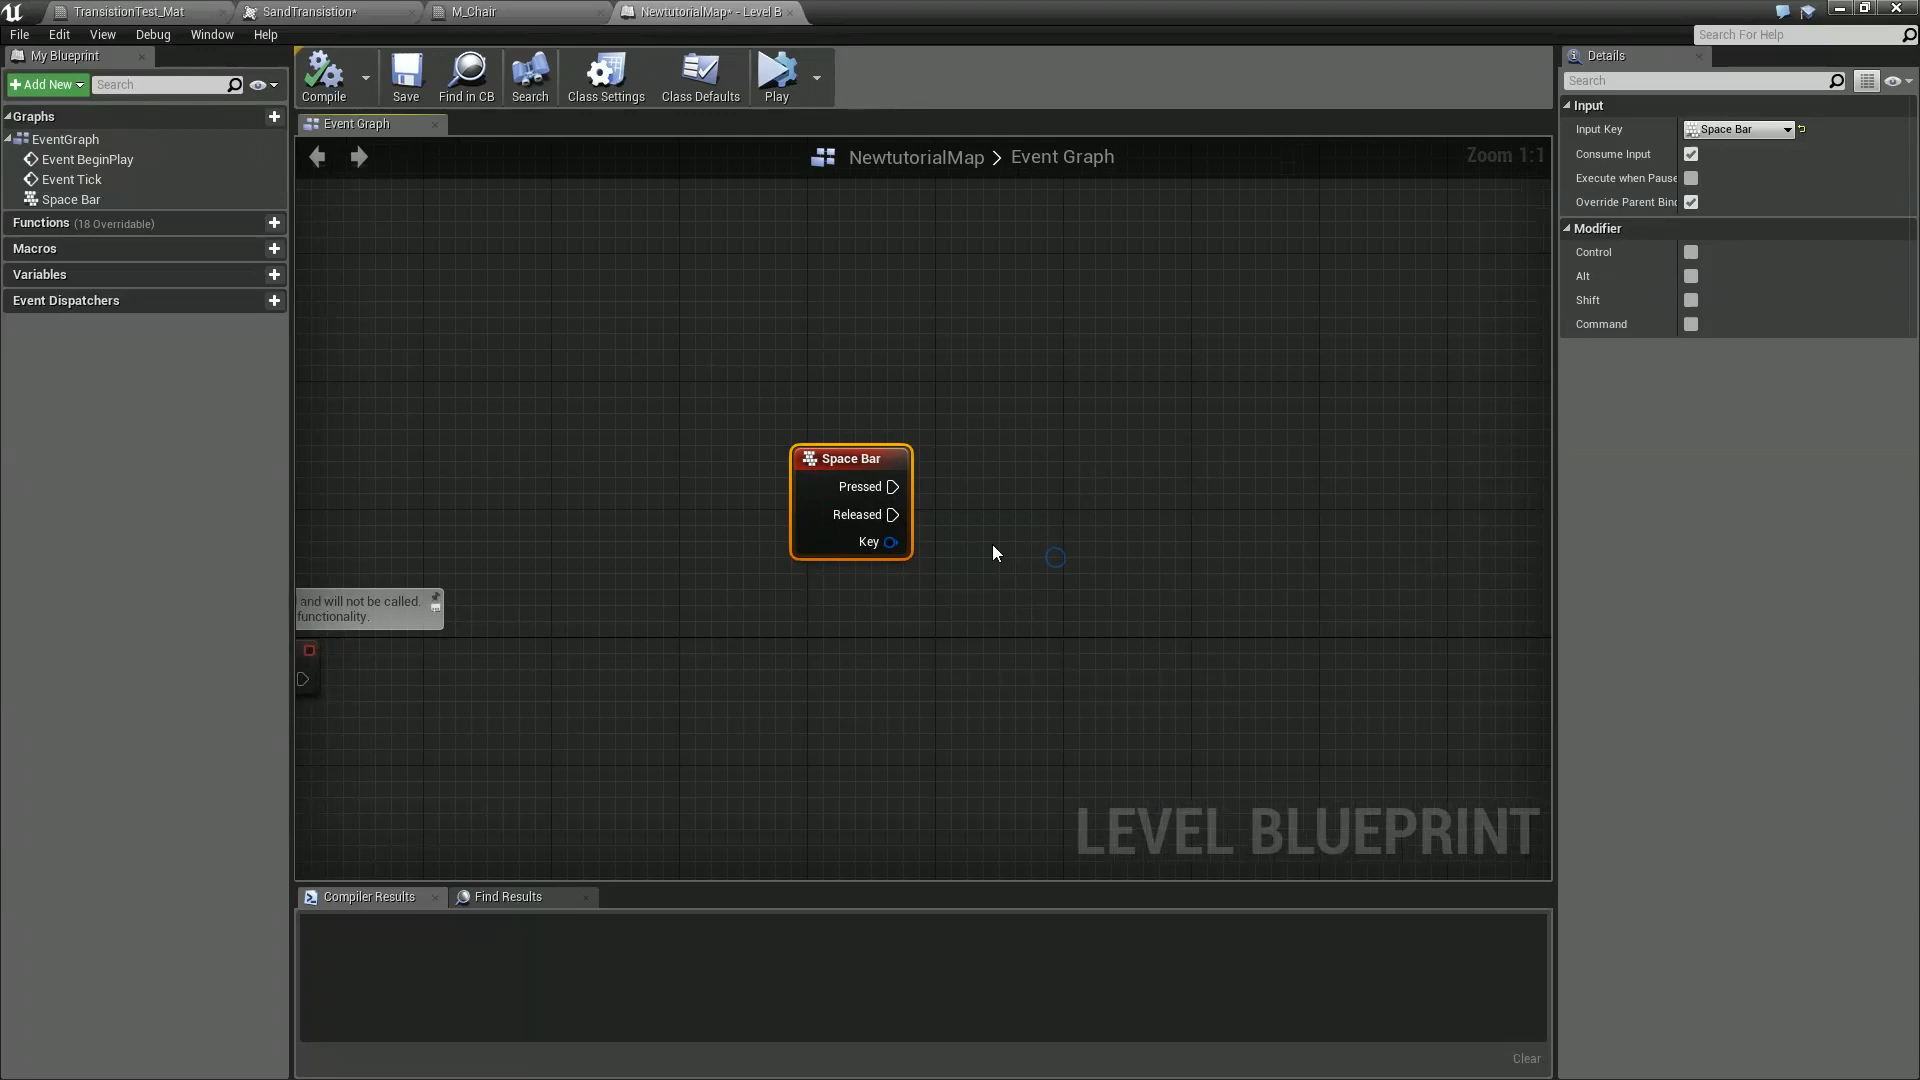 TransistionTest_Mat
SandTransistion*
M_Chair
NewtutorialMap* - Level B
File Edit View Debug Window Help
Search For Help
My Blueprint
Add New
Search
Graphs
EventGraph
Event BeginPlay
Event Tick
Space Bar
Functions (18 Overridable)
Macros
Variables
Event Dispatchers
Compile
Save
Find in CB
Search
Class Settings
Class Defaults
Play
Event Graph
NewtutorialMap > Event Graph
Zoom 1:1
Space Bar
Pressed
Released
Key
and will not be called.
functionality.
LEVEL BLUEPRINT
Compiler Results
Find Results
Clear
Details
Search
Input
Input Key Space Bar
Consume Input
Execute when Pause
Override Parent Bin
Modifier
Control
Alt
Shift
Command